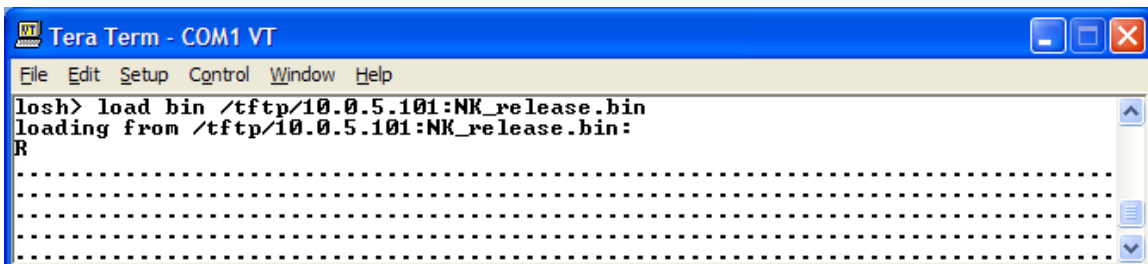 Tera Term - COM1 VT
File Edit Setup Control Window Help
losh> load bin /tftp/10.0.5.101:NK_release.bin
loading from /tftp/10.0.5.101:NK_release.bin:
R
..............................................................................
..............................................................................
..............................................................................
..............................................................................
..............................................................................